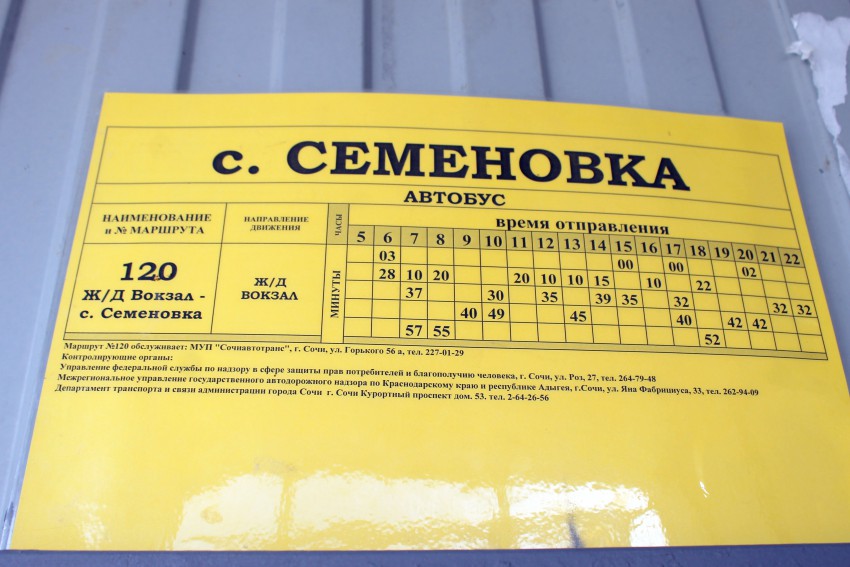 с. СЕМЕНОВКА
АВТОБУС
НАИМЕНОВАНИЕ и № МАРШРУТА
НАПРАВЛЕНИЕ ДВИЖЕНИЯ
ЧАСЫ
время отправления
5 6 7 8 9 10 11 12 13 14 15 16 17 18 19 20 21 22
120
Ж/Д Вокзал -
с. Семеновка
Ж/Д
ВОКЗАЛ
МИНУТЫ
03 00 00 02
28 10 20 20 10 10 15 10 22
37 30 35 39 35 32 32 32
40 49 45 40 42 42
57 55 52
Маршрут №120 обслуживает: МУП "Сочиавтотранс", г. Сочи, ул. Горького 56 а, тел. 227-01-29
Контролирующие органы:
Управление федеральной службы по надзору в сфере защиты прав потребителей и благополучию человека, г. Сочи, ул. Роз, 27, тел. 264-79-48
Межрегиональное управление государственного автодорожного надзора по Краснодарскому краю и республике Адыгея, г.Сочи, ул. Яна Фабрициуса, 33, тел. 262-94-09
Департамент транспорта и связи администрации города Сочи г. Сочи Курортный проспект дом. 53. тел. 2-64-26-56